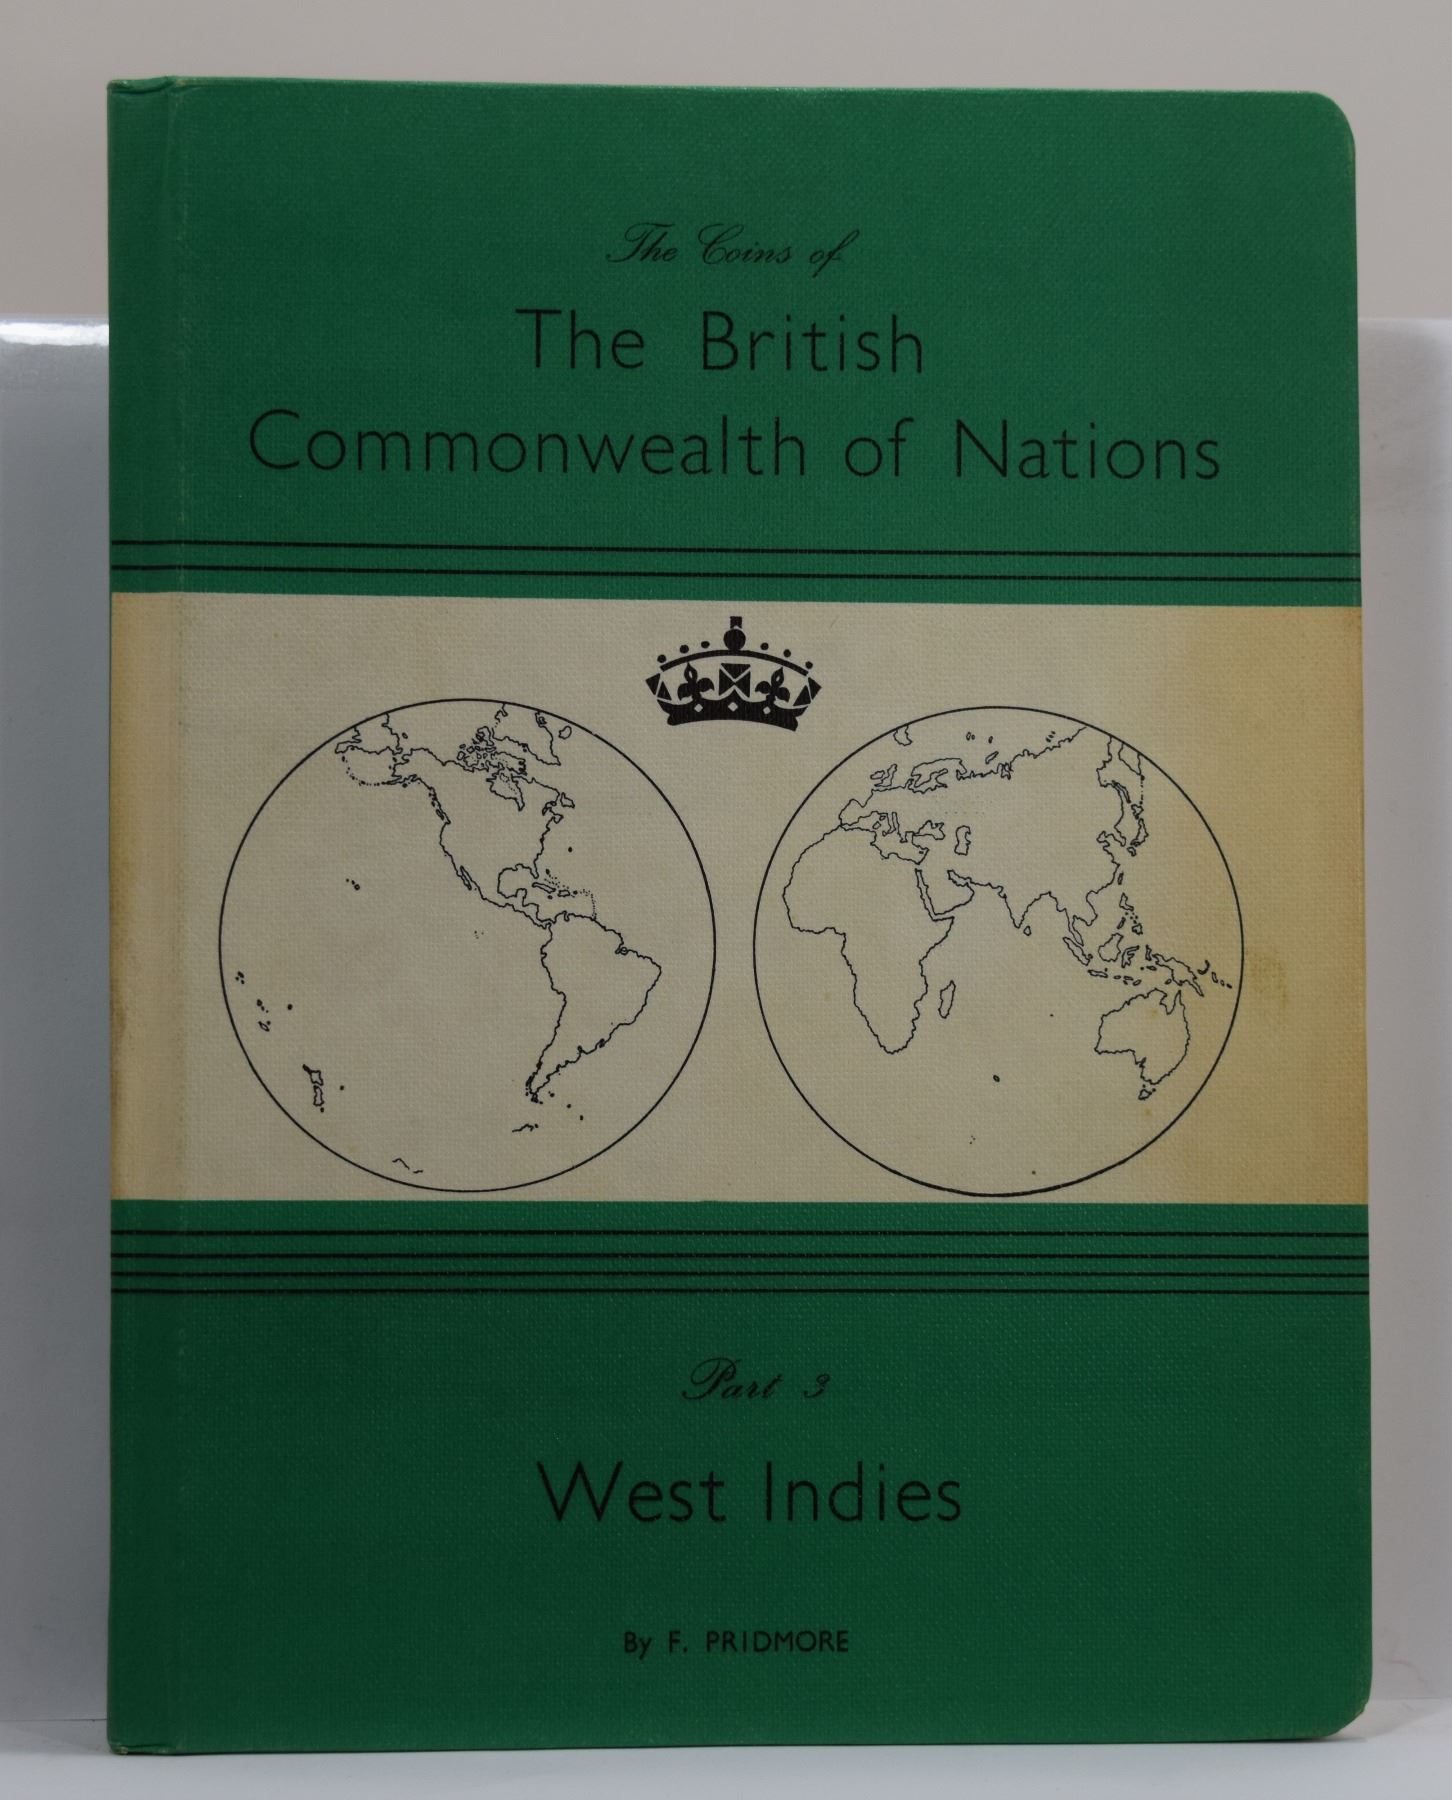 The Coins of
The British
Commonwealth of Nations
Part 3
West Indies
By F. PRIDMORE